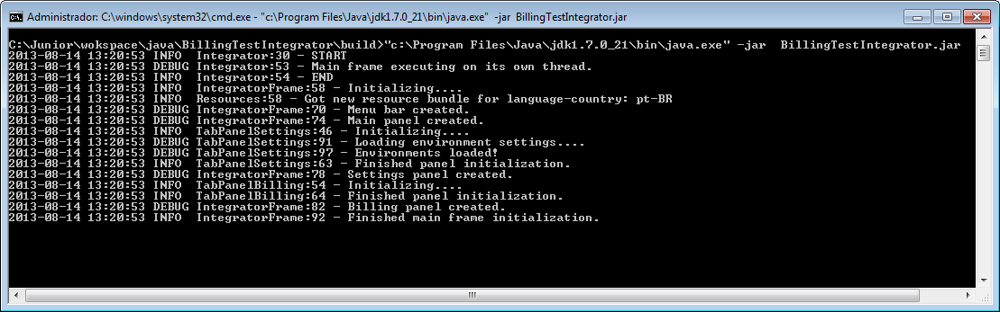 Administrador: C:\windows\system32\cmd.exe - "c:\Program Files\Java\jdk1.7.0_21\bin\java.exe" -jar BillingTestIntegrator.jar
C:\Junior\wokspace\java\BillingTestIntegrator\build>"c:\Program Files\Java\jdk1.7.0_21\bin\java.exe" -jar  BillingTestIntegrator.jar
2013-08-14 13:20:53 INFO  Integrator:30 - START
2013-08-14 13:20:53 DEBUG Integrator:53 - Main frame executing on its own thread.
2013-08-14 13:20:53 INFO  Integrator:54 - END
2013-08-14 13:20:53 INFO  IntegratorFrame:58 - Initializing....
2013-08-14 13:20:53 INFO  Resources:58 - Got new resource bundle for language-country: pt-BR
2013-08-14 13:20:53 DEBUG IntegratorFrame:70 - Menu bar created.
2013-08-14 13:20:53 DEBUG IntegratorFrame:74 - Main panel created.
2013-08-14 13:20:53 INFO  TabPanelSettings:46 - Initializing....
2013-08-14 13:20:53 DEBUG TabPanelSettings:91 - Loading environment settings....
2013-08-14 13:20:53 DEBUG TabPanelSettings:97 - Environments loaded!
2013-08-14 13:20:53 INFO  TabPanelSettings:63 - Finished panel initialization.
2013-08-14 13:20:53 DEBUG IntegratorFrame:78 - Settings panel created.
2013-08-14 13:20:53 INFO  TabPanelBilling:54 - Initializing....
2013-08-14 13:20:53 INFO  TabPanelBilling:64 - Finished panel initialization.
2013-08-14 13:20:53 DEBUG IntegratorFrame:82 - Billing panel created.
2013-08-14 13:20:53 INFO  IntegratorFrame:92 - Finished main frame initialization.